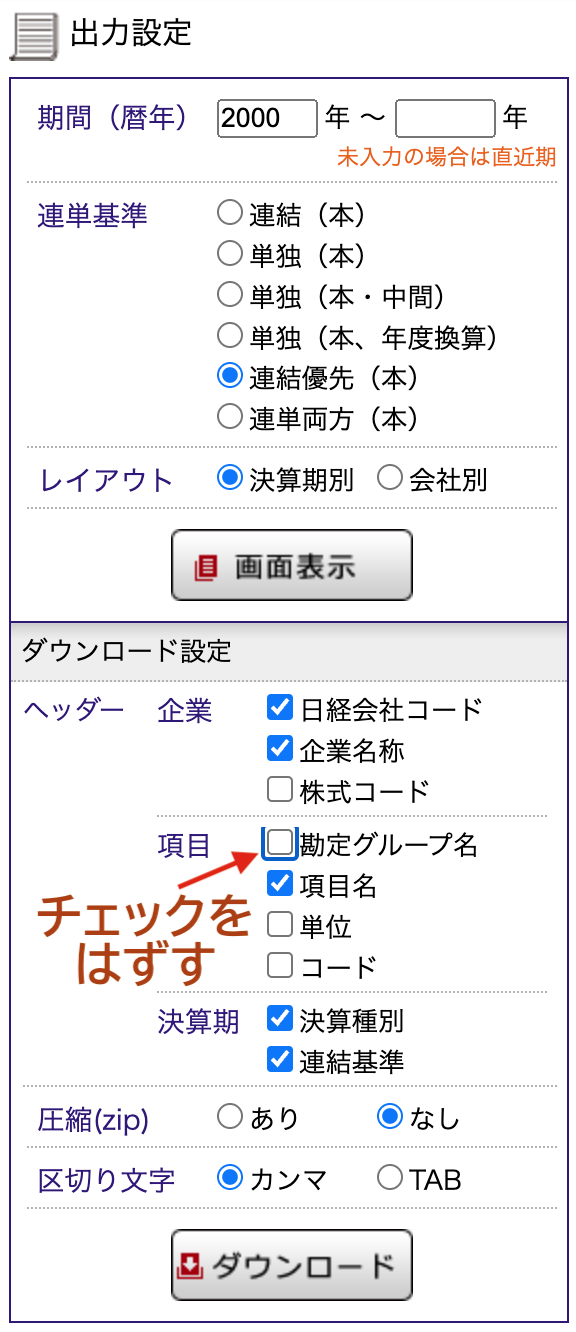 出力設定
期間（暦年） 2000 年 ～ 年
未入力の場合は直近期
連単基準 連結（本）
単独（本）
単独（本・中間）
単独（本、年度換算）
連結優先（本）
連単両方（本）
レイアウト 決算期別 会社別
画面表示
ダウンロード設定
ヘッダー 企業 日経会社コード
企業名称
株式コード
項目 勘定グループ名
項目名
チェックを
はずす
単位
コード
決算期 決算種別
連結基準
圧縮(zip) あり なし
区切り文字 カンマ TAB
ダウンロード